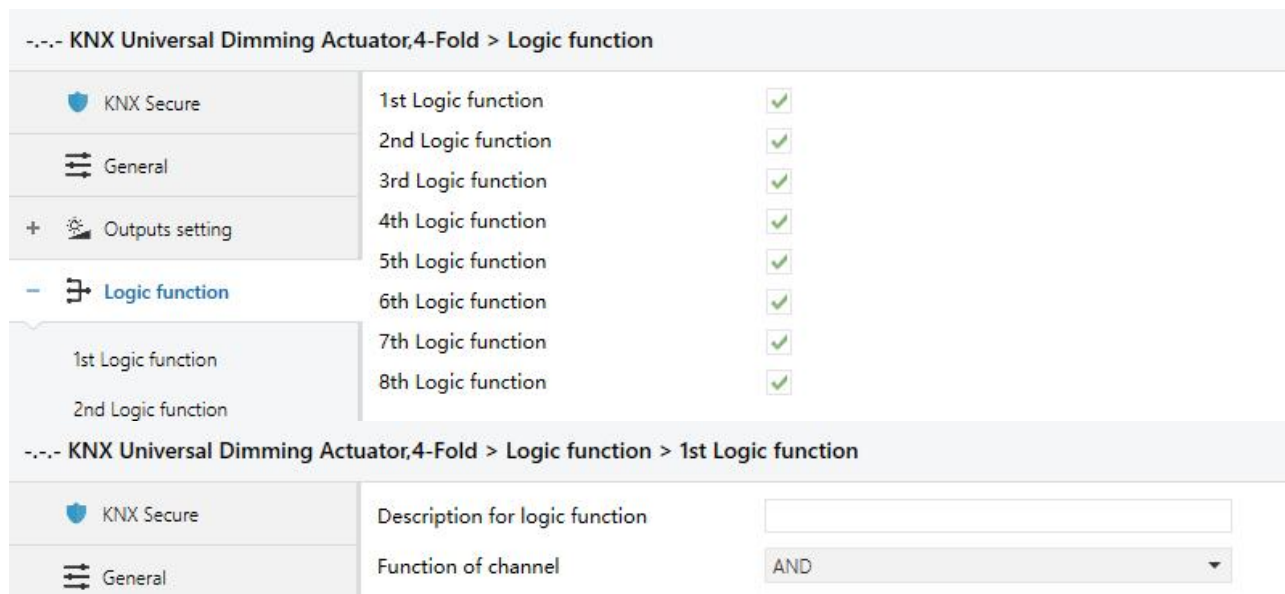 -.-.- KNX Universal Dimming Actuator,4-Fold > Logic function
KNX Secure
General
+ Outputs setting
- Logic function
1st Logic function
2nd Logic function
1st Logic function
2nd Logic function
3rd Logic function
4th Logic function
5th Logic function
6th Logic function
7th Logic function
8th Logic function
-.-.- KNX Universal Dimming Actuator,4-Fold > Logic function > 1st Logic function
KNX Secure
General
Description for logic function
Function of channel AND